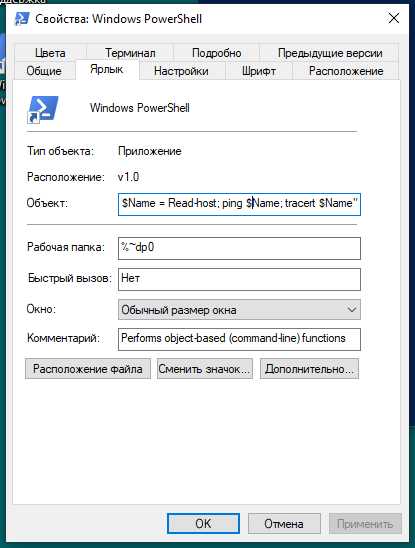 Свойства: Windows PowerShell
Цвета Терминал Подробно Предыдущие версии
Общие Ярлык Настройки Шрифт Расположение
Windows PowerShell
Тип объекта: Приложение
Расположение: v1.0
Объект: $Name = Read-host; ping $Name; tracert $Name"
Рабочая папка: %~dp0
Быстрый вызов: Нет
Окно: Обычный размер окна
Комментарий: Performs object-based (command-line) functions
Расположение файла Сменить значок... Дополнительно...
OK Отмена Применить